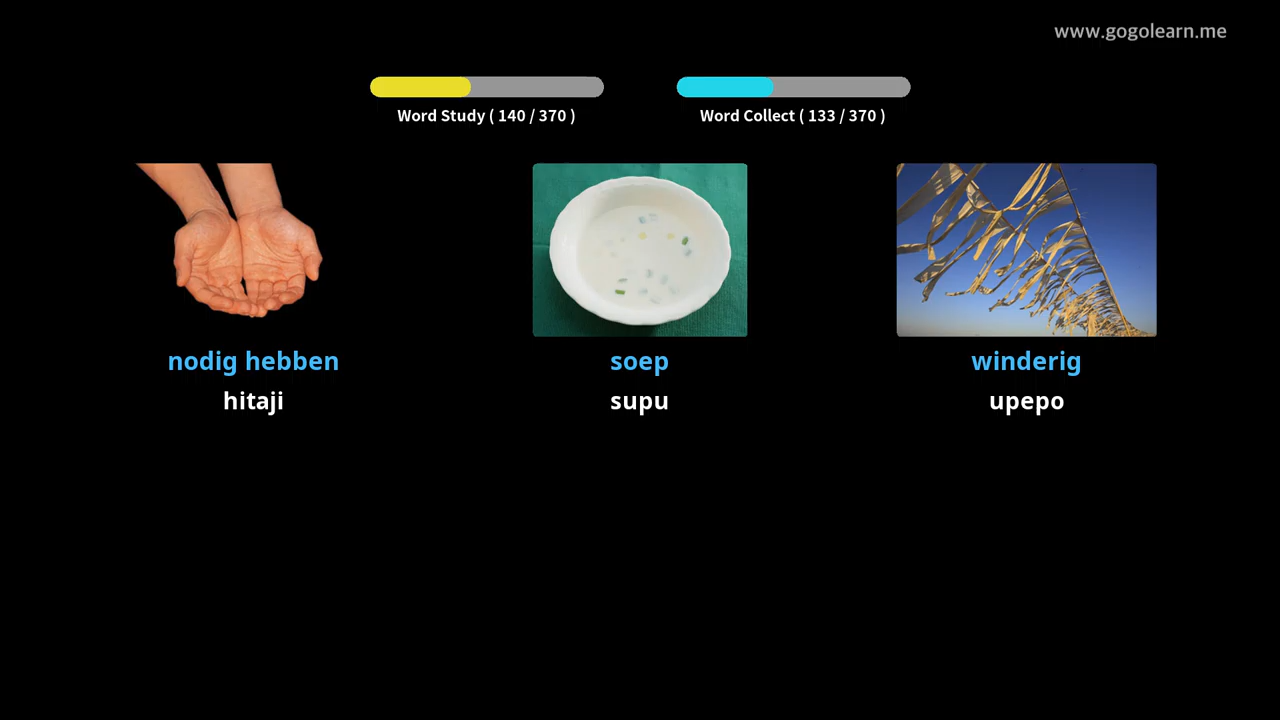 www.gogolearn.me
Word Study ( 140 / 370 )
Word Collect ( 133 / 370 )
nodig hebben
hitaji
soep
supu
winderig
upepo